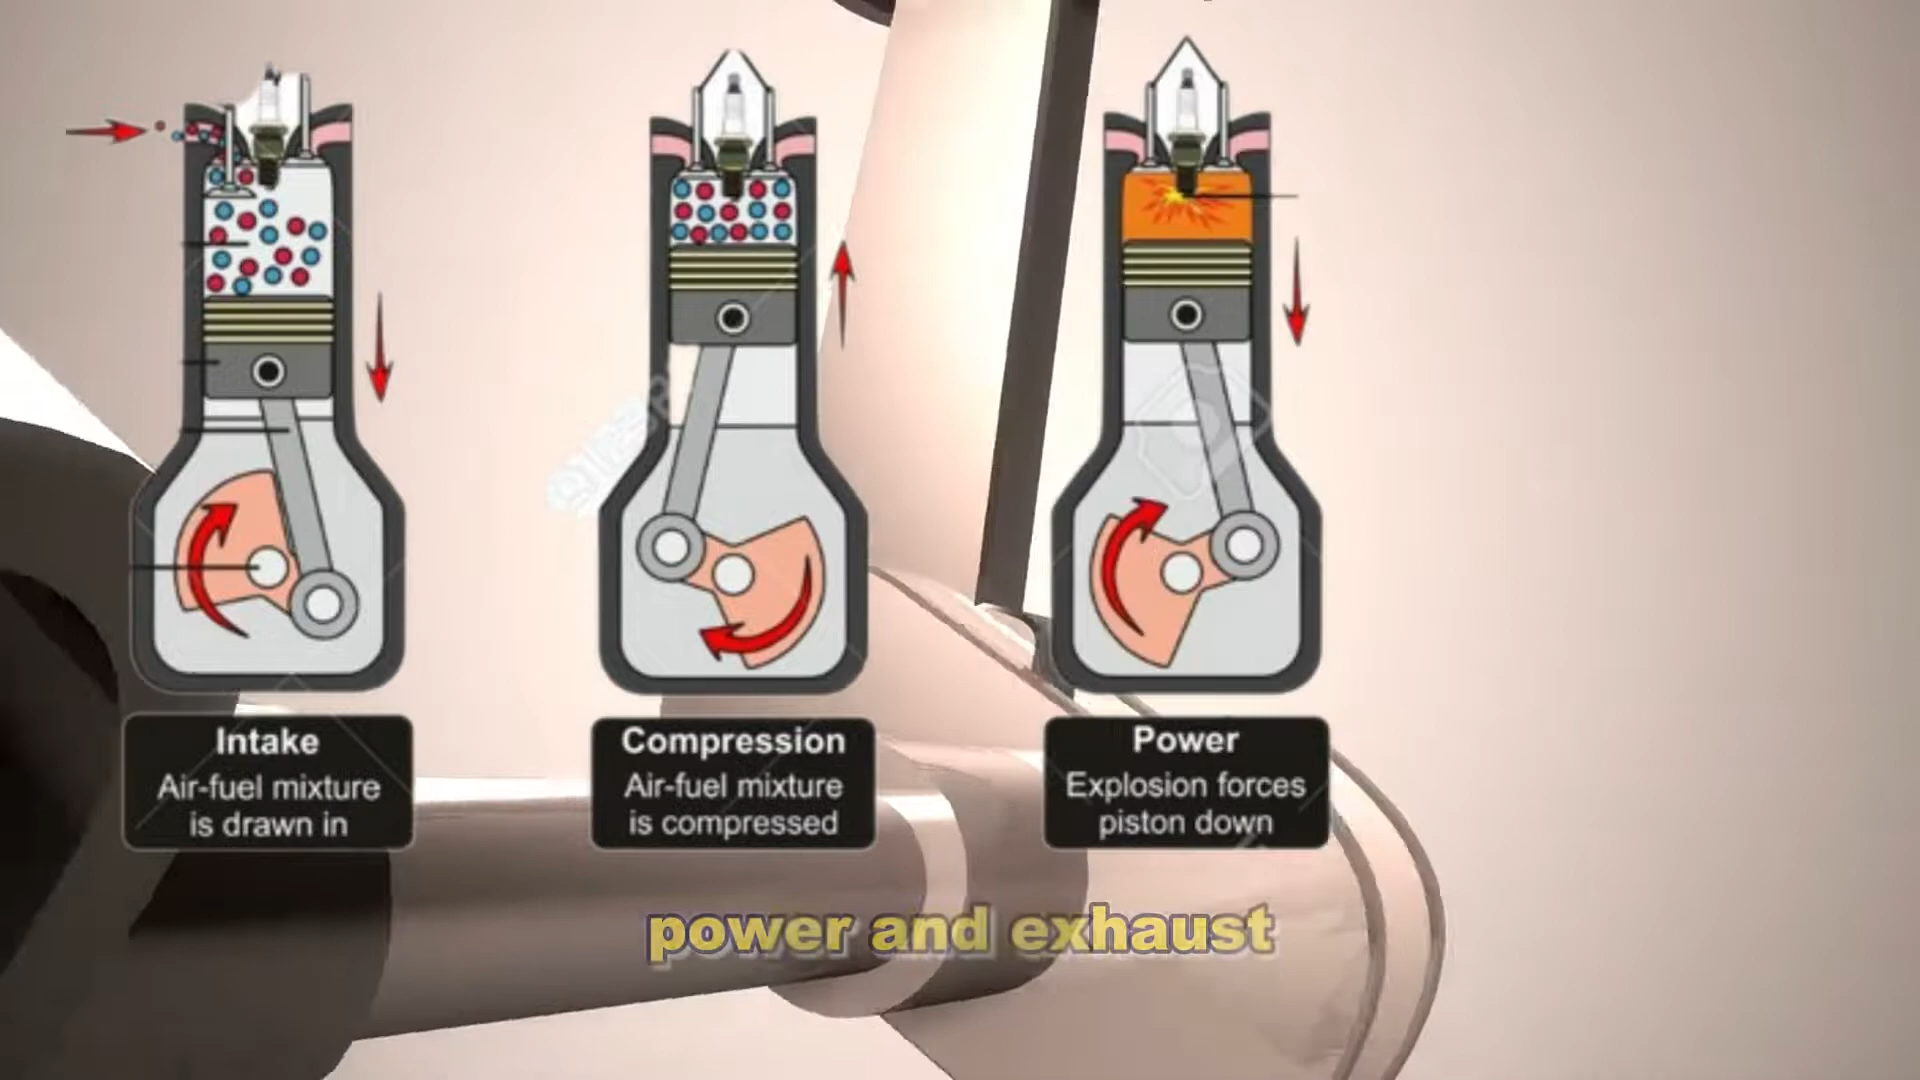 Intake
Air-fuel mixture
is drawn in
Compression
Air-fuel mixture
is compressed
Power
Explosion forces
piston down
power and exhaust